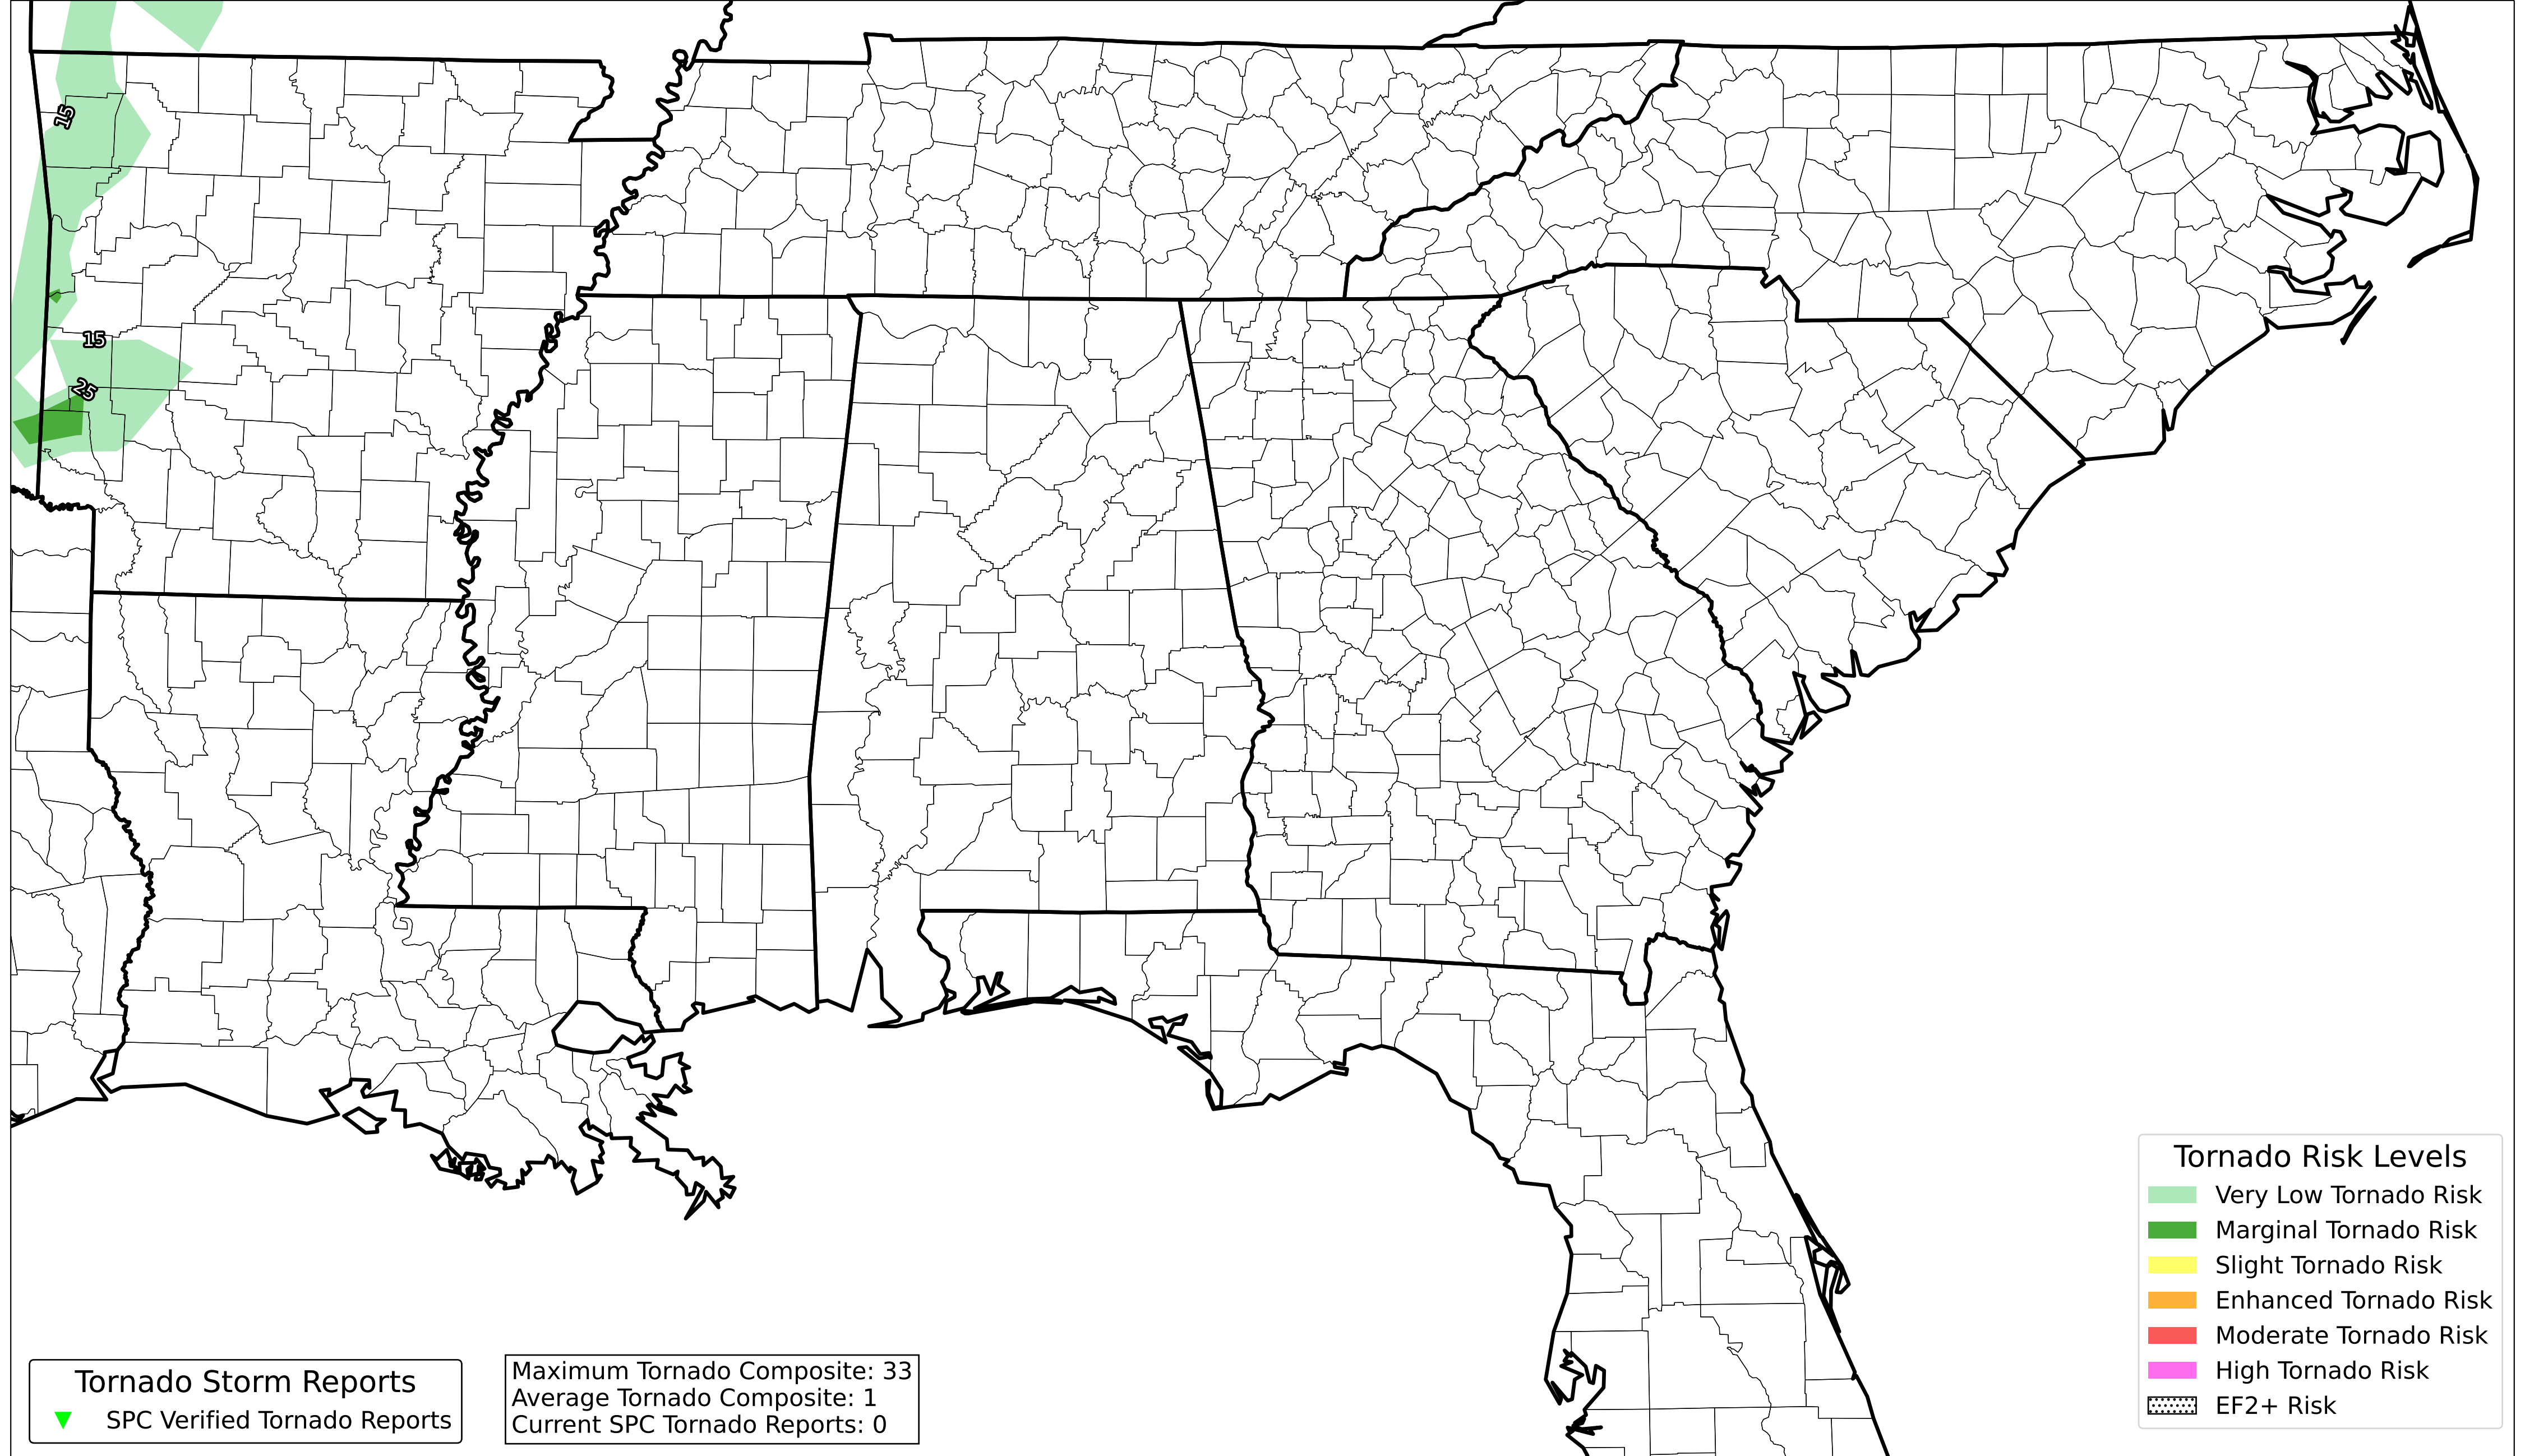 15
15
25
Tornado Risk Levels
Very Low Tornado Risk
Marginal Tornado Risk
Slight Tornado Risk
Enhanced Tornado Risk
Moderate Tornado Risk
High Tornado Risk
EF2+ Risk
Tornado Storm Reports
SPC Verified Tornado Reports
Maximum Tornado Composite: 33
Average Tornado Composite: 1
Current SPC Tornado Reports: 0